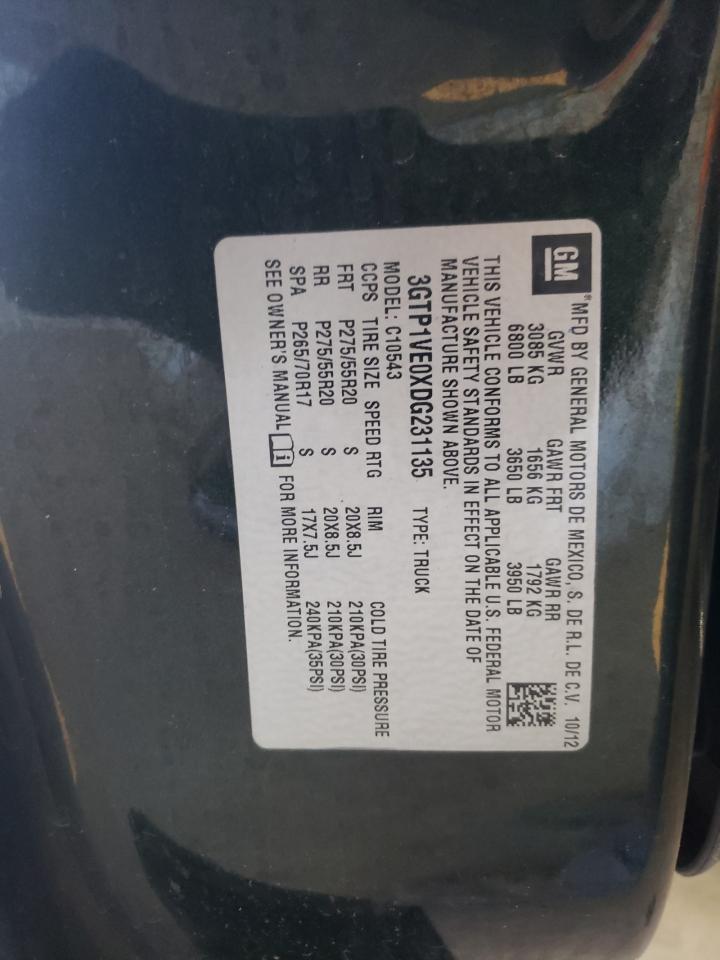 GM ® MFD BY GENERAL MOTORS DE MEXICO, S. DE R.L. DE C.V. 10/12
GVWR GAWR FRT GAWR RR
3085 KG 1656 KG 1792 KG
6800 LB 3650 LB 3950 LB
THIS VEHICLE CONFORMS TO ALL APPLICABLE U.S. FEDERAL MOTOR
VEHICLE SAFETY STANDARDS IN EFFECT ON THE DATE OF
MANUFACTURE SHOWN ABOVE.
3GTP1VE0XDG231135 TYPE: TRUCK
MODEL: C10543
CCPS TIRE SIZE SPEED RTG RIM COLD TIRE PRESSURE
FRT P275/55R20 S 20X8.5J 210KPA(30PSI)
RR P275/55R20 S 20X8.5J 210KPA(30PSI)
SPA P265/70R17 S 17X7.5J 240KPA(35PSI)
SEE OWNER'S MANUAL i FOR MORE INFORMATION.